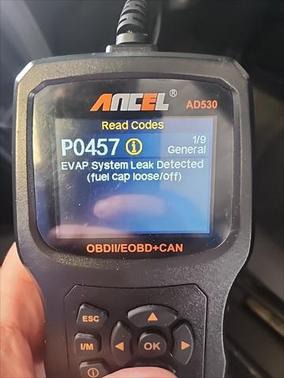 ANCEL®
AD530
Read Codes
P0457 i 1/9
General
EVAP System Leak Detected
(fuel cap loose/off)
OBDII/EOBD+CAN
ESC
I/M
OK
i